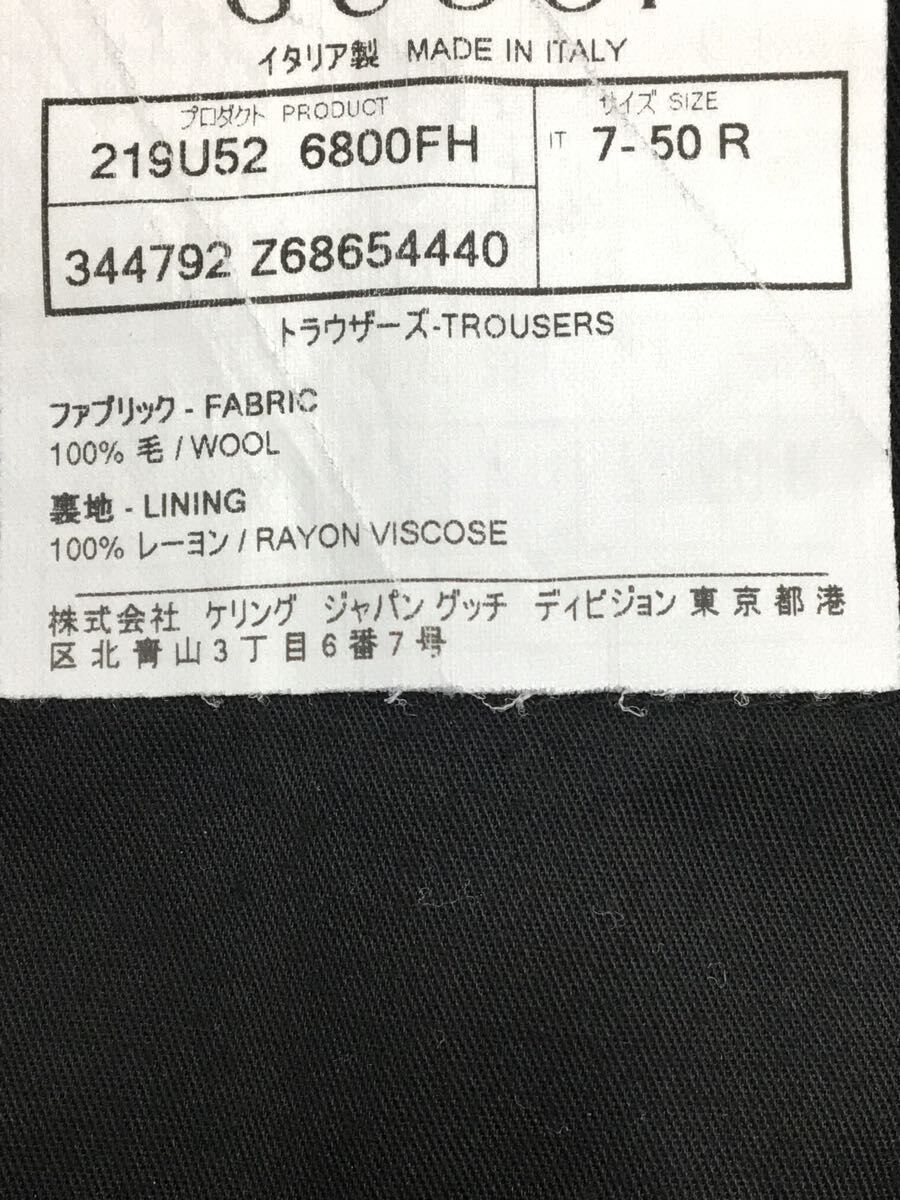 GUCCI
イタリア製 MADE IN ITALY
プロダクト PRODUCT
219U52 6800FH
サイズ SIZE
IT 7- 50 R
344792 Z68654440
トラウザーズ-TROUSERS
ファブリック - FABRIC
100% 毛 / WOOL
裏地 - LINING
100% レーヨン / RAYON VISCOSE
株式会社 ケリング ジャパン グッチ ディビジョン 東京都港
区北青山3丁目6番7号